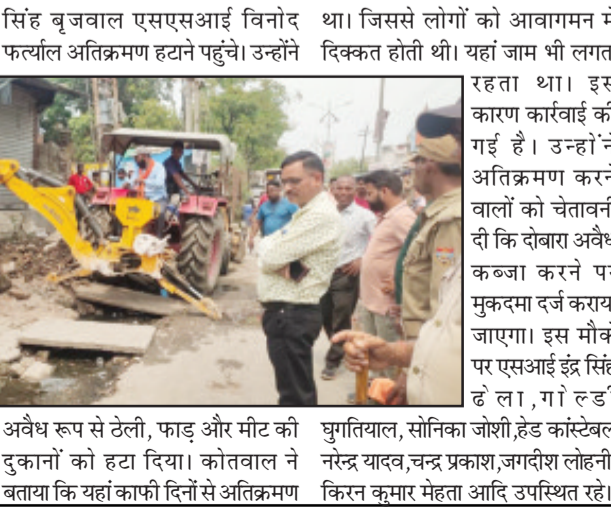 सिंह बृजवाल एसएसआई विनोद
फर्त्याल अतिक्रमण हटाने पहुंचे। उन्होंने
अवैध रूप से ठेली, फाड़ और मीट की
दुकानों को हटा दिया। कोतवाल ने
बताया कि यहां काफी दिनों से अतिक्रमण
था। जिससे लोगों को आवागमन में
दिक्कत होती थी। यहां जाम भी लगत
रहता था। इस
कारण कार्रवाई की
गई है। उन्होंने
अतिक्रमण करने
वालों को चेतावनी
दी कि दोबारा अवैध
कब्जा करने पर
मुकदमा दर्ज कराय
जाएगा। इस मौके
पर एसआई इंद्र सिंह
ढेला,गोल्डी
घुगतियाल, सोनिका जोशी,हेड कांस्टेबल
नरेन्द्र यादव,चन्द्र प्रकाश,जगदीश लोहनी
किरन कुमार मेहता आदि उपस्थित रहे।